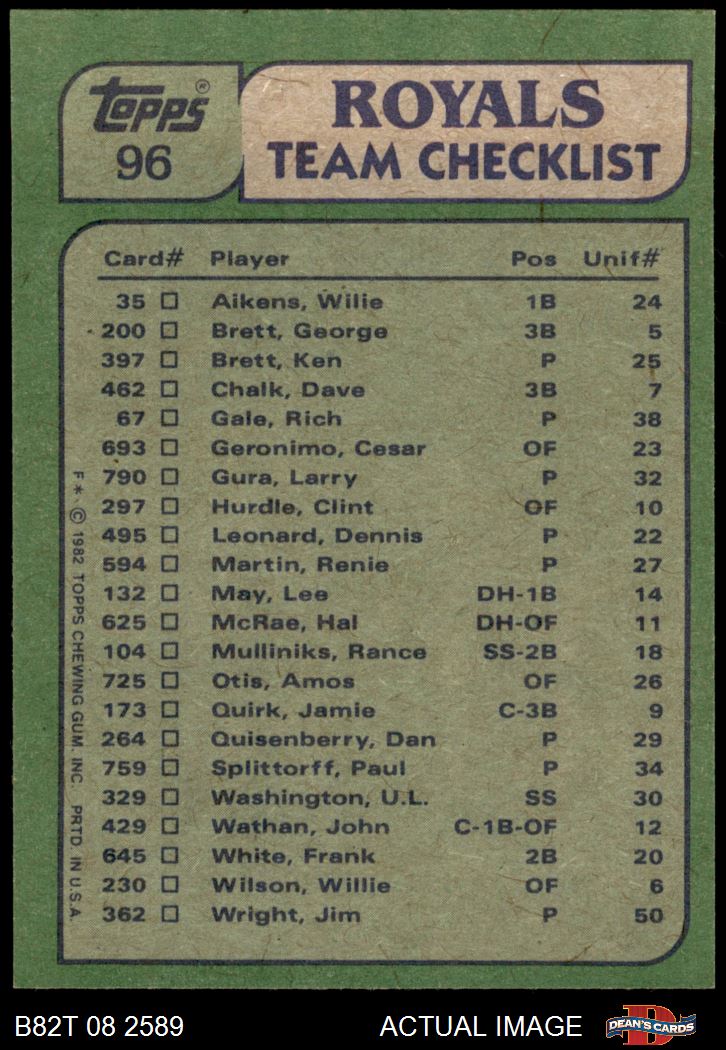 topps®
96
ROYALS
TEAM CHECKLIST
Card# Player Pos Unif#
35 □ Aikens, Wilie 1B 24
200 □ Brett, George 3B 5
397 □ Brett, Ken P 25
462 □ Chalk, Dave 3B 7
67 □ Gale, Rich P 38
693 □ Geronimo, Cesar OF 23
790 □ Gura, Larry P 32
297 □ Hurdle, Clint OF 10
495 □ Leonard, Dennis P 22
594 □ Martin, Renie P 27
132 □ May, Lee DH-1B 14
625 □ McRae, Hal DH-OF 11
104 □ Mulliniks, Rance SS-2B 18
725 □ Otis, Amos OF 26
173 □ Quirk, Jamie C-3B 9
264 □ Quisenberry, Dan P 29
759 □ Splittorff, Paul P 34
329 □ Washington, U.L. SS 30
429 □ Wathan, John C-1B-OF 12
645 □ White, Frank 2B 20
230 □ Wilson, Willie OF 6
362 □ Wright, Jim P 50
F* © 1982 TOPPS CHEWING GUM, INC. PRTD. IN U.S.A.
B82T 08 2589 ACTUAL IMAGE
D
DEAN'S CARDS